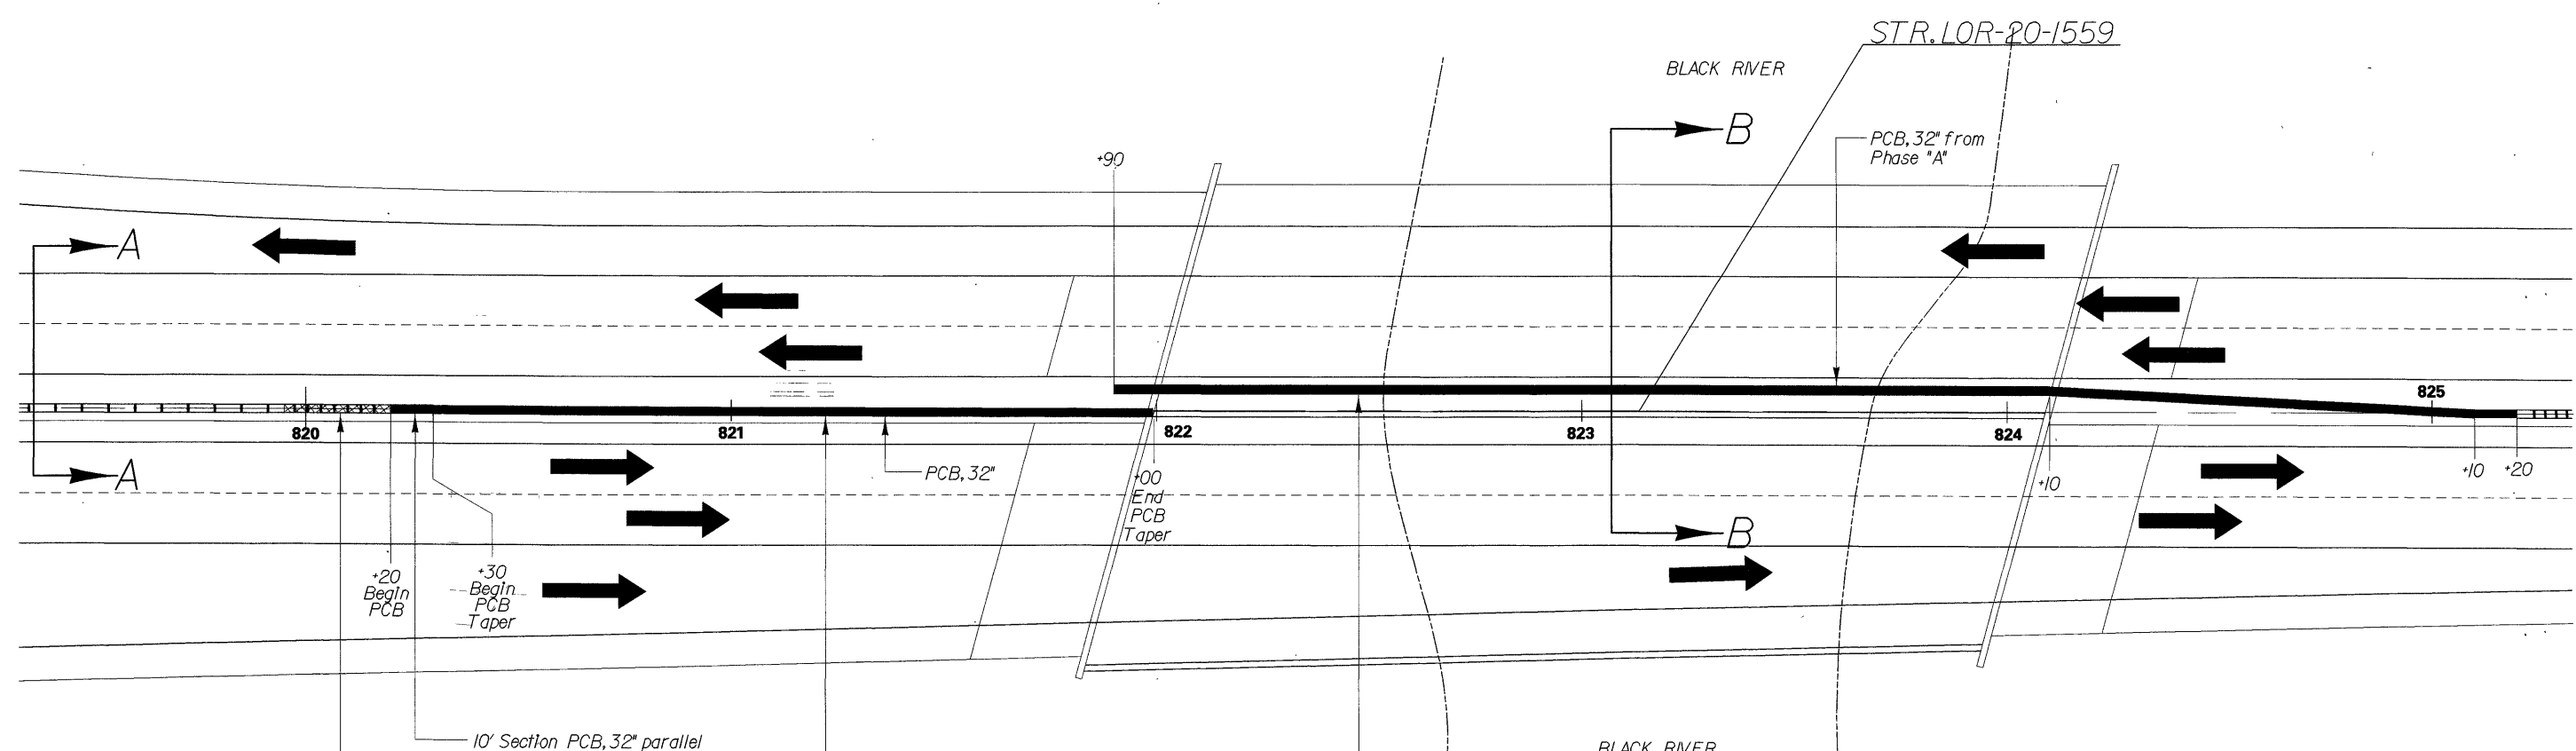 STR. LOR-20-1559
BLACK RIVER
B
PCB, 32" from
Phase "A"
+90
A
825
820
821
822
823
824
A
PCB, 32"
+00
End
PCB
Taper
B
+10
+10
+20
+20
Begin
PCB
+30
Begin
PCB
Taper
10' Section PCB, 32" parallel
BLACK RIVER